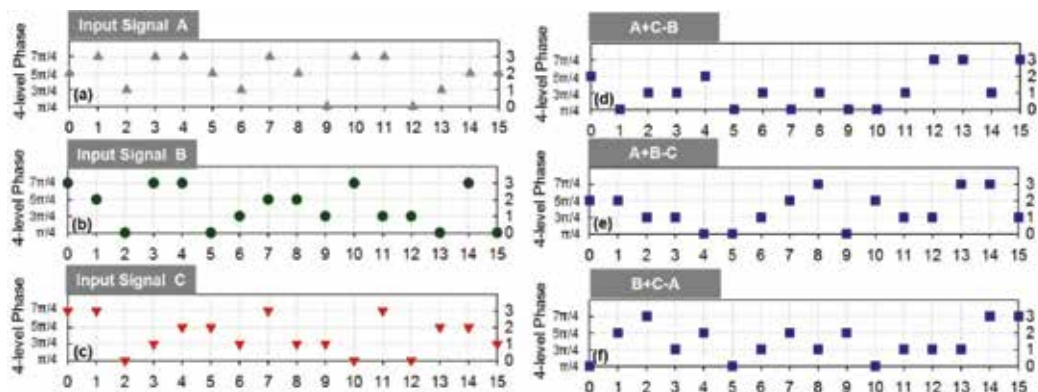 Input Signal A
4-level Phase
7π/4
5π/4
3π/4
π/4
(a)
3
2
1
0
0 1 2 3 4 5 6 7 8 9 10 11 12 13 14 15
Input Signal B
4-level Phase
7π/4
5π/4
3π/4
π/4
(b)
3
2
1
0
0 1 2 3 4 5 6 7 8 9 10 11 12 13 14 15
Input Signal C
4-level Phase
7π/4
5π/4
3π/4
π/4
(c)
3
2
1
0
0 1 2 3 4 5 6 7 8 9 10 11 12 13 14 15
A+C-B
4-level Phase
7π/4
5π/4
3π/4
π/4
(d)
3
2
1
0
0 1 2 3 4 5 6 7 8 9 10 11 12 13 14 15
A+B-C
4-level Phase
7π/4
5π/4
3π/4
π/4
(e)
3
2
1
0
0 1 2 3 4 5 6 7 8 9 10 11 12 13 14 15
B+C-A
4-level Phase
7π/4
5π/4
3π/4
π/4
(f)
3
2
1
0
0 1 2 3 4 5 6 7 8 9 10 11 12 13 14 15